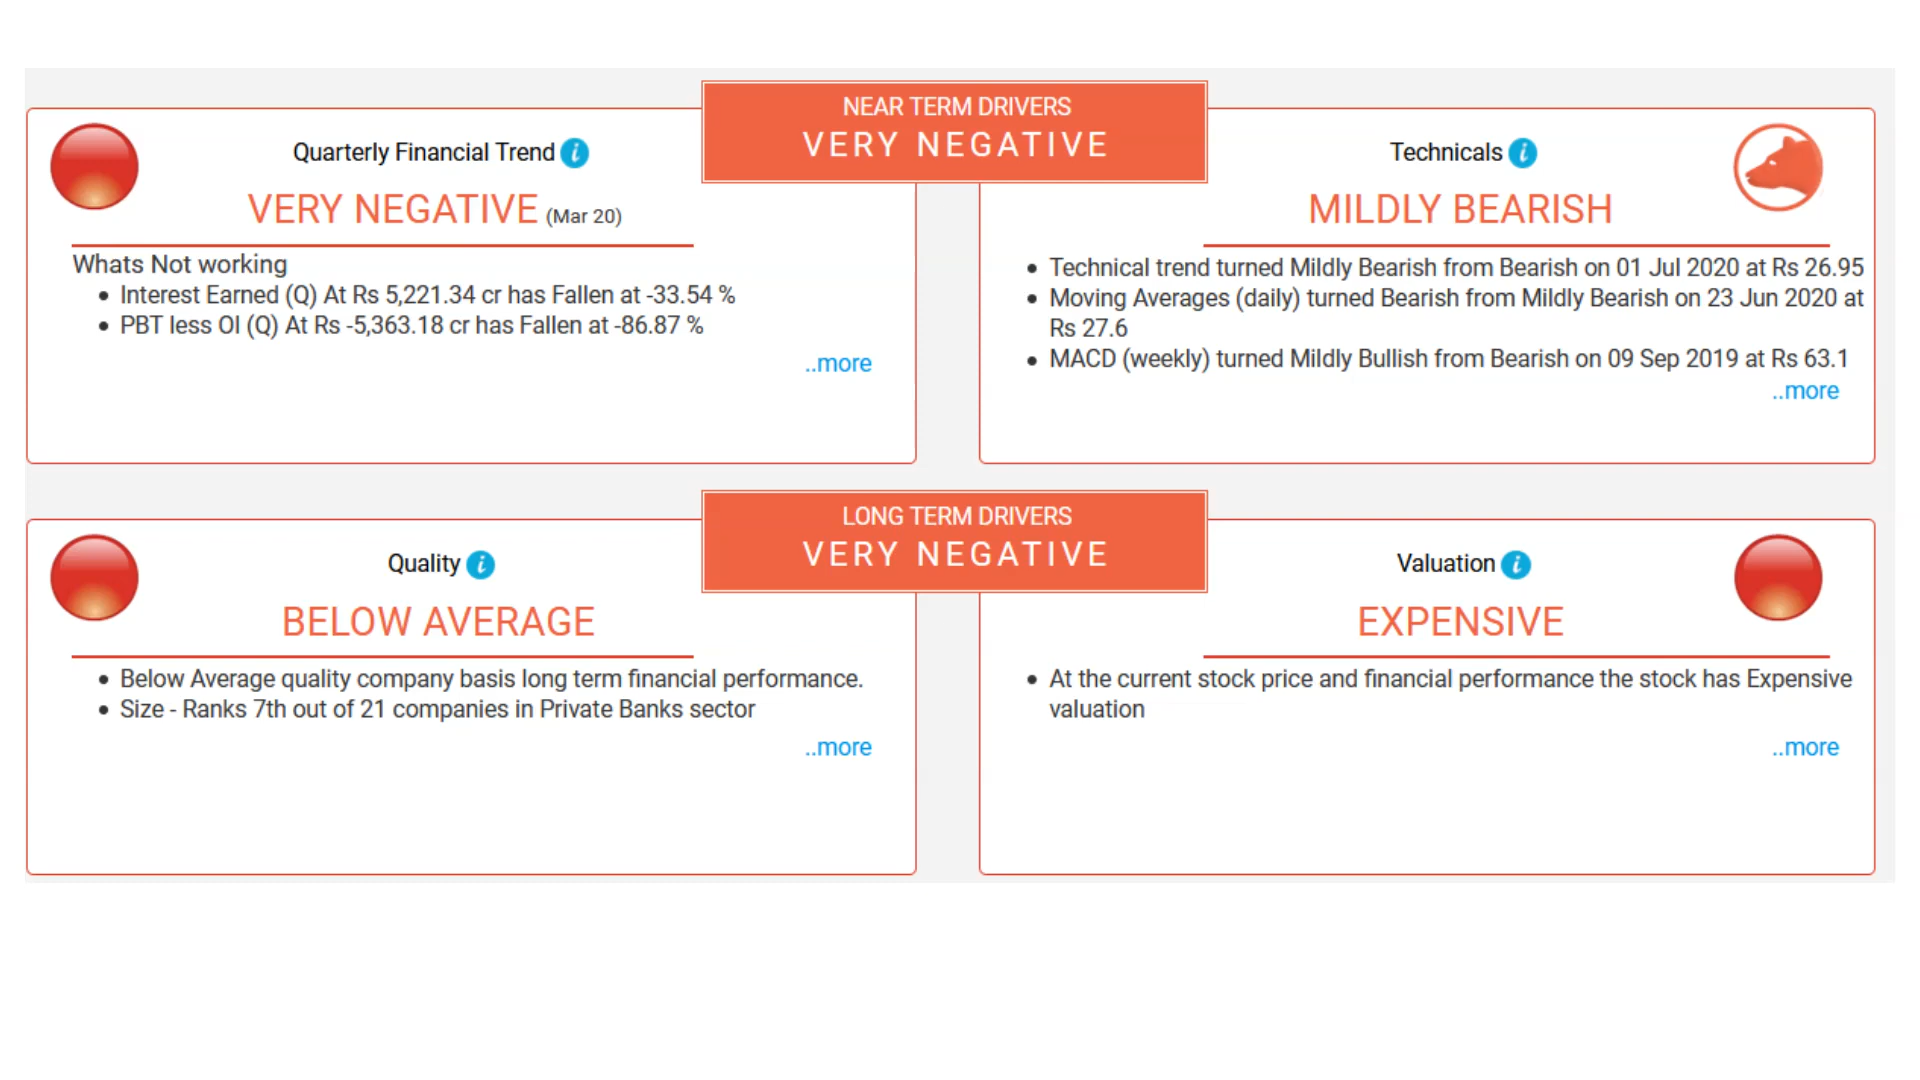 NEAR TERM DRIVERS
VERY NEGATIVE
Quarterly Financial Trend i
VERY NEGATIVE (Mar 20)
Whats Not working
• Interest Earned (Q) At Rs 5,221.34 cr has Fallen at -33.54 %
• PBT less OI (Q) At Rs -5,363.18 cr has Fallen at -86.87 %
..more
Technicals i
MILDLY BEARISH
• Technical trend turned Mildly Bearish from Bearish on 01 Jul 2020 at Rs 26.95
• Moving Averages (daily) turned Bearish from Mildly Bearish on 23 Jun 2020 at
Rs 27.6
• MACD (weekly) turned Mildly Bullish from Bearish on 09 Sep 2019 at Rs 63.1
..more
LONG TERM DRIVERS
VERY NEGATIVE
Quality i
BELOW AVERAGE
• Below Average quality company basis long term financial performance.
• Size - Ranks 7th out of 21 companies in Private Banks sector
..more
Valuation i
EXPENSIVE
• At the current stock price and financial performance the stock has Expensive
valuation
..more